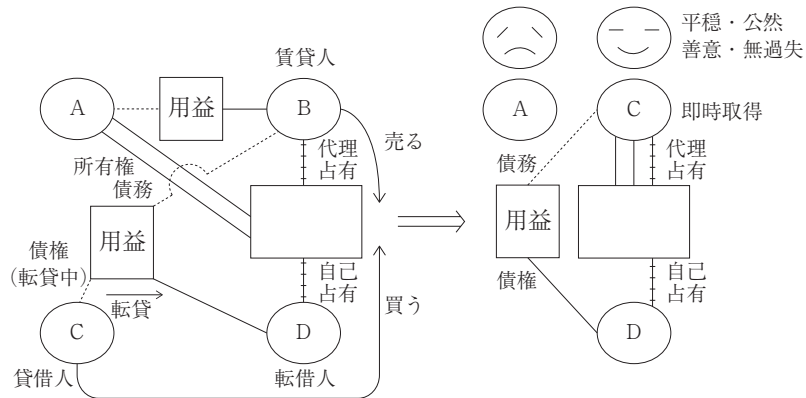 賃貸人
A
用益
B
売る
所有権
債務
代理
占有
用益
債権
(転貸中)
転貸
自己
占有
買う
C
D
賃借人
転借人
平穏・公然
善意・無過失
A
C
即時取得
債務
代理
占有
用益
債権
自己
占有
D